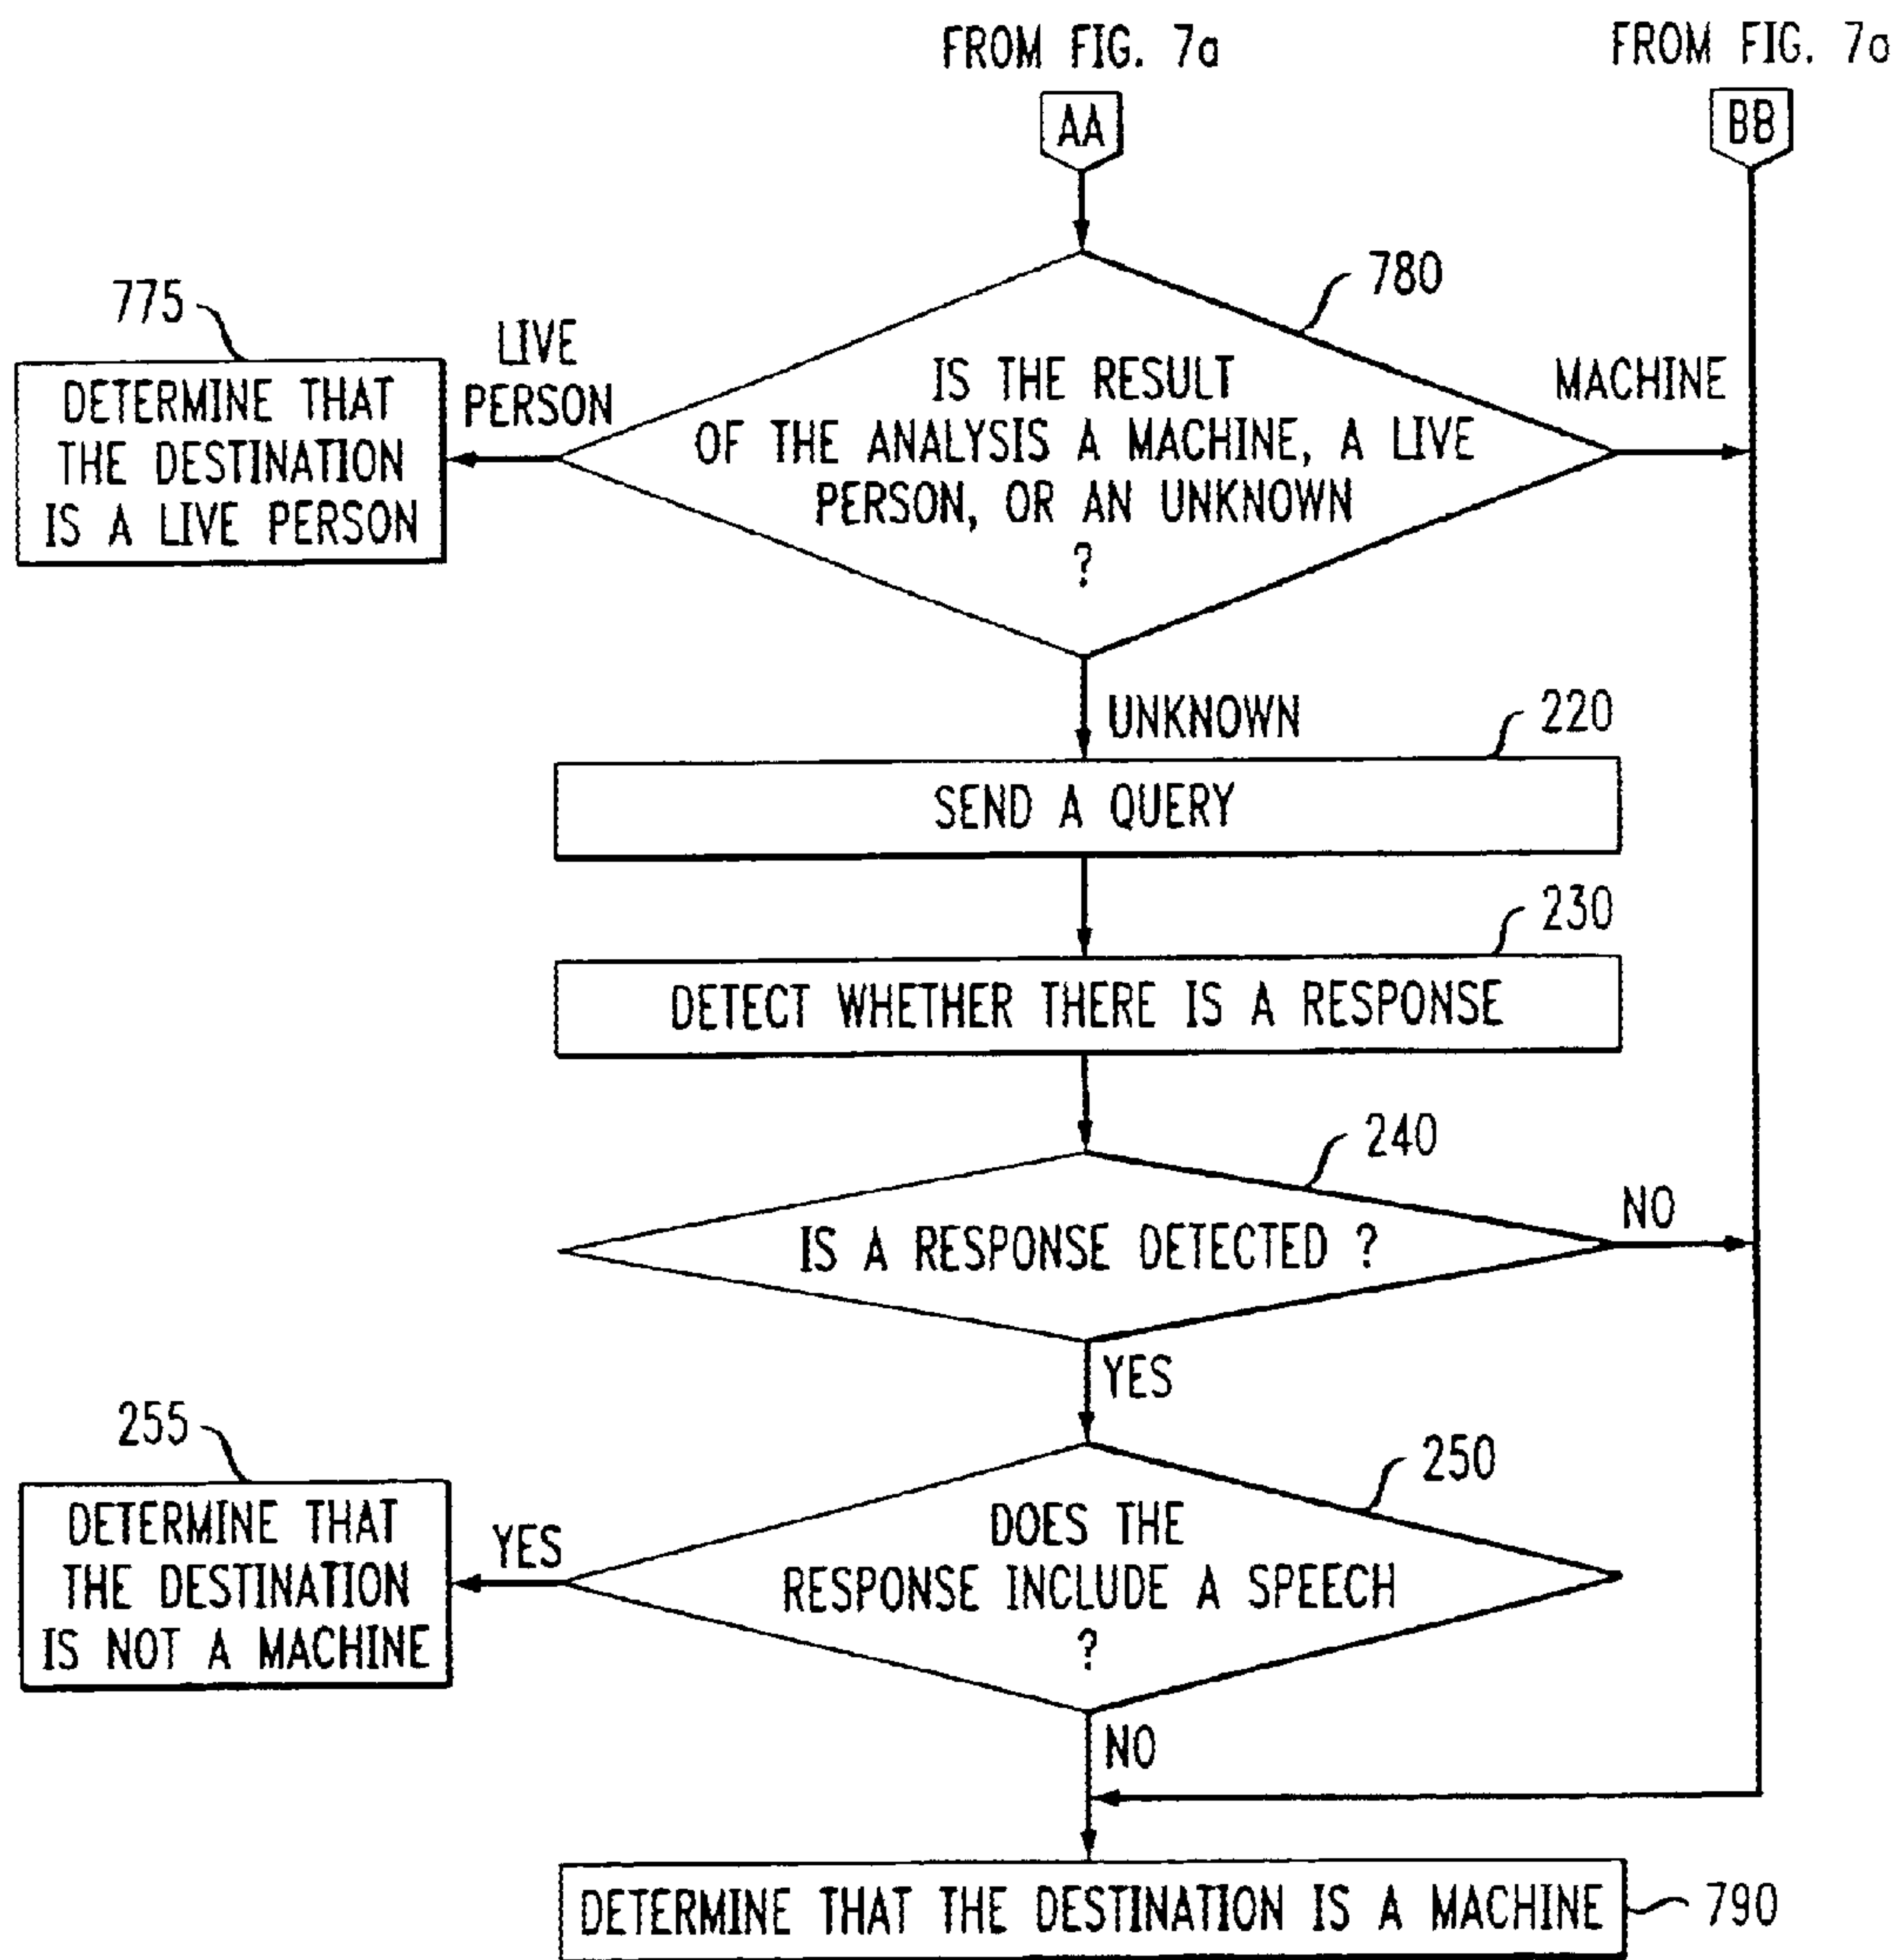 FROM FIG. 7a
FROM FIG. 7a
AA
BB
780
775
LIVE
PERSON
MACHINE
DETERMINE THAT
THE DESTINATION
IS A LIVE PERSON
IS THE RESULT
OF THE ANALYSIS A MACHINE, A LIVE
PERSON, OR AN UNKNOWN
?
UNKNOWN
220
SEND A QUERY
230
DETECT WHETHER THERE IS A RESPONSE
240
IS A RESPONSE DETECTED ?
NO
YES
255
250
DETERMINE THAT
THE DESTINATION
IS NOT A MACHINE
YES
DOES THE
RESPONSE INCLUDE A SPEECH
?
NO
DETERMINE THAT THE DESTINATION IS A MACHINE
790